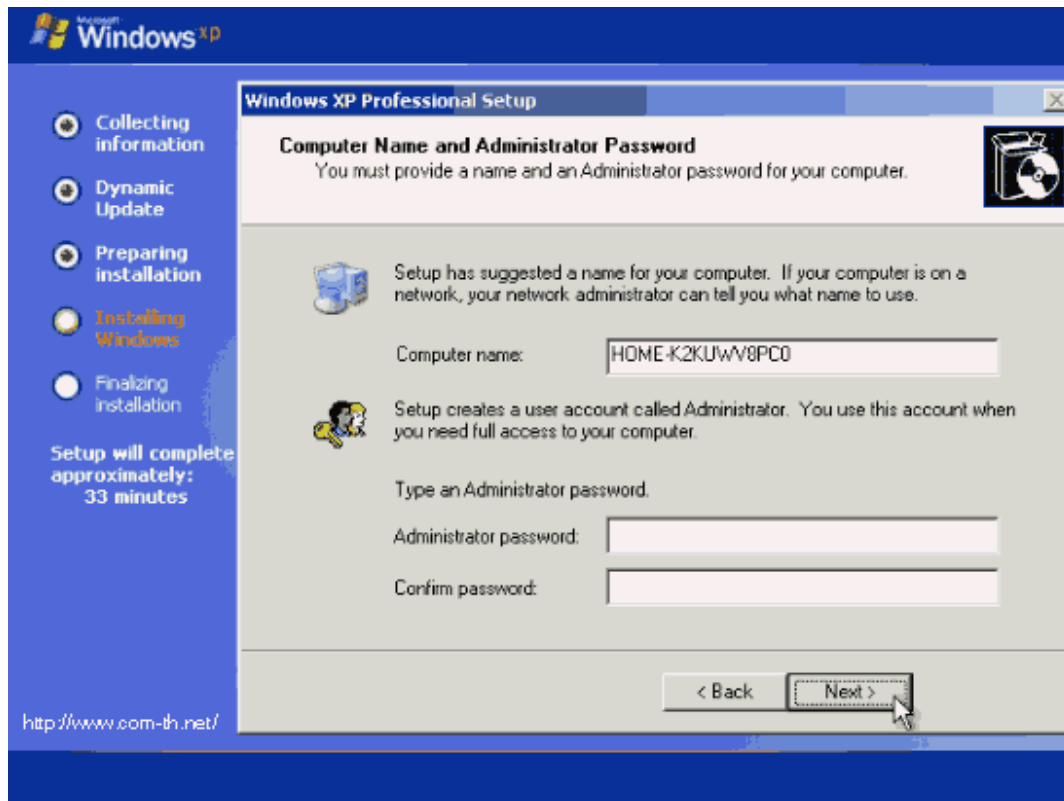 Microsoft
Windows xp
Collecting
information
Dynamic
Update
Preparing
installation
Installing
Windows
Finalizing
installation
Setup will complete
approximately:
33 minutes
http://www.com-th.net/
Windows XP Professional Setup
Computer Name and Administrator Password
You must provide a name and an Administrator password for your computer.
Setup has suggested a name for your computer. If your computer is on a
network, your network administrator can tell you what name to use.
Computer name:
HOME-K2KUWV8PC0
Setup creates a user account called Administrator. You use this account when
you need full access to your computer.
Type an Administrator password.
Administrator password:
Confirm password:
< Back
Next >